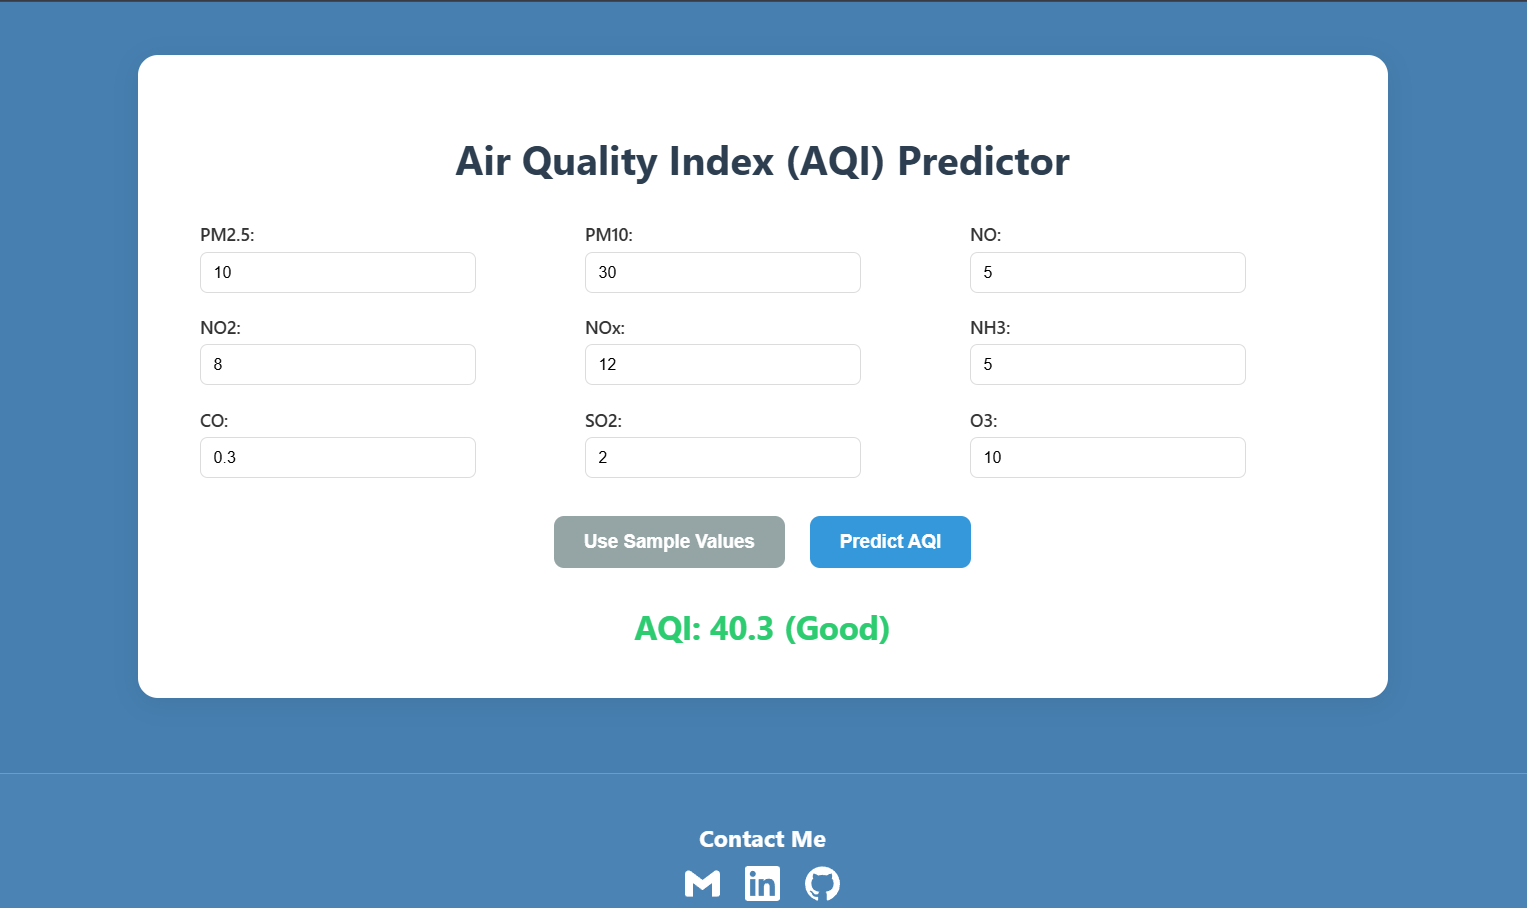 Air Quality Index (AQI) Predictor
PM2.5:
10
PM10:
30
NO:
5
NO2:
8
NOx:
12
NH3:
5
CO:
0.3
SO2:
2
O3:
10
Use Sample Values
Predict AQI
AQI: 40.3 (Good)
Contact Me
in